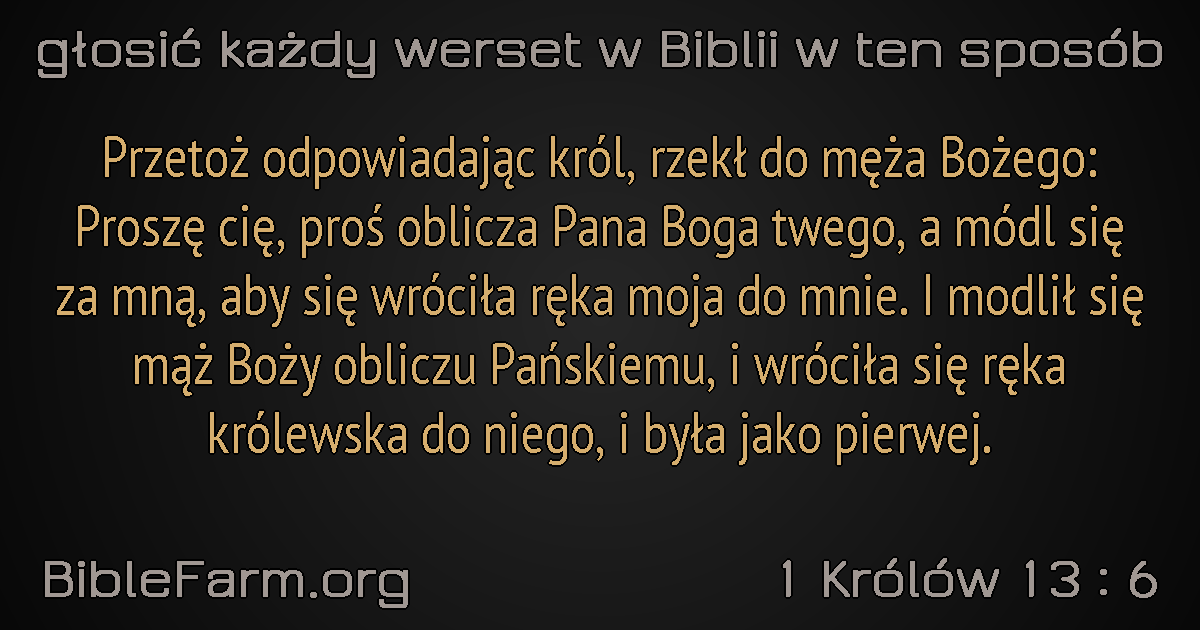 głosić każdy werset w Biblii w ten sposób
Przetoż odpowiadając król, rzekł do męża Bożego:
Proszę cię, proś oblicza Pana Boga twego, a módl się
za mną, aby się wróciła ręka moja do mnie. I modlił się
mąż Boży obliczu Pańskiemu, i wróciła się ręka
królewska do niego, i była jako pierwej.
BibleFarm.org
1 Królów 13 : 6